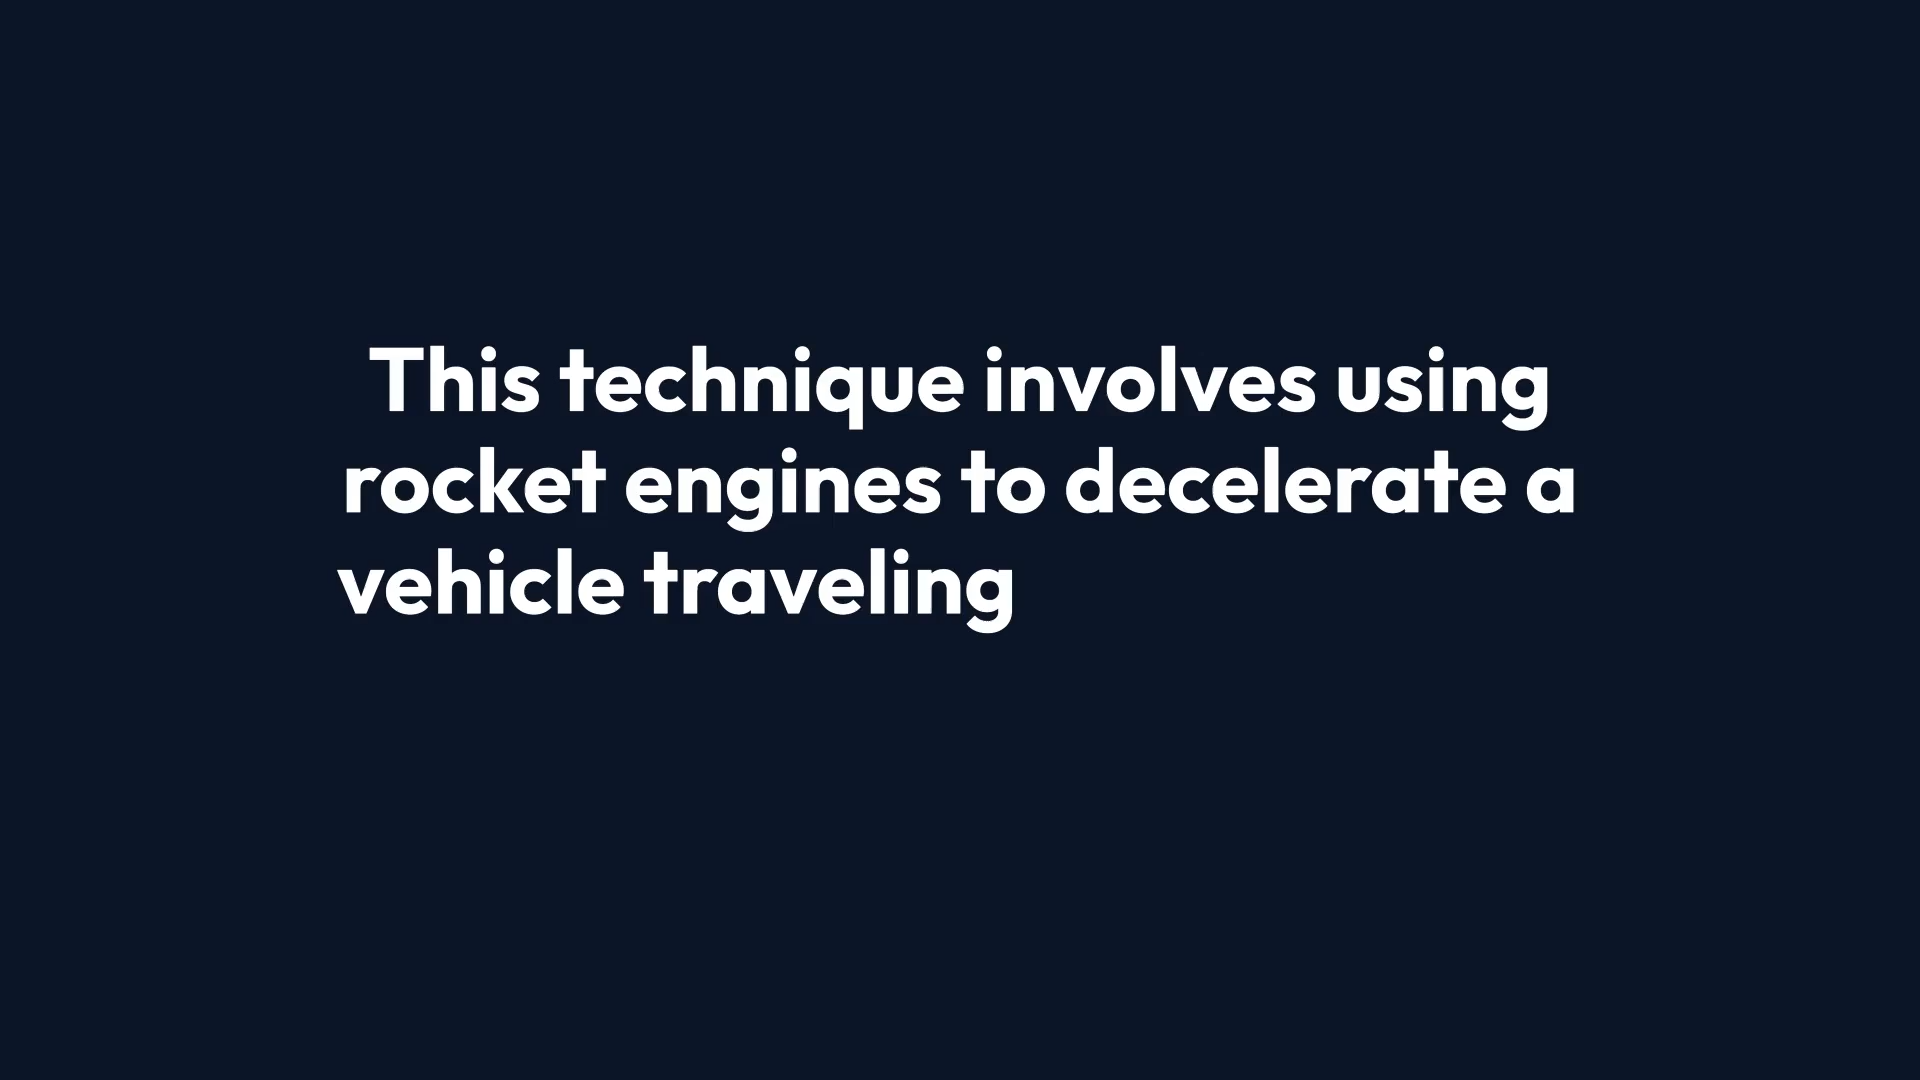 This technique involves using
rocket engines to decelerate a
vehicle traveling